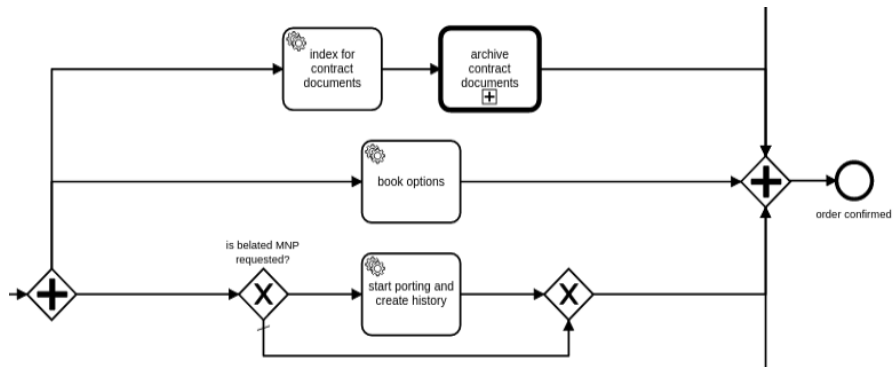 index for
contract
documents
archive
contract
documents
book options
order confirmed
is belated MNP
requested?
start porting and
create history